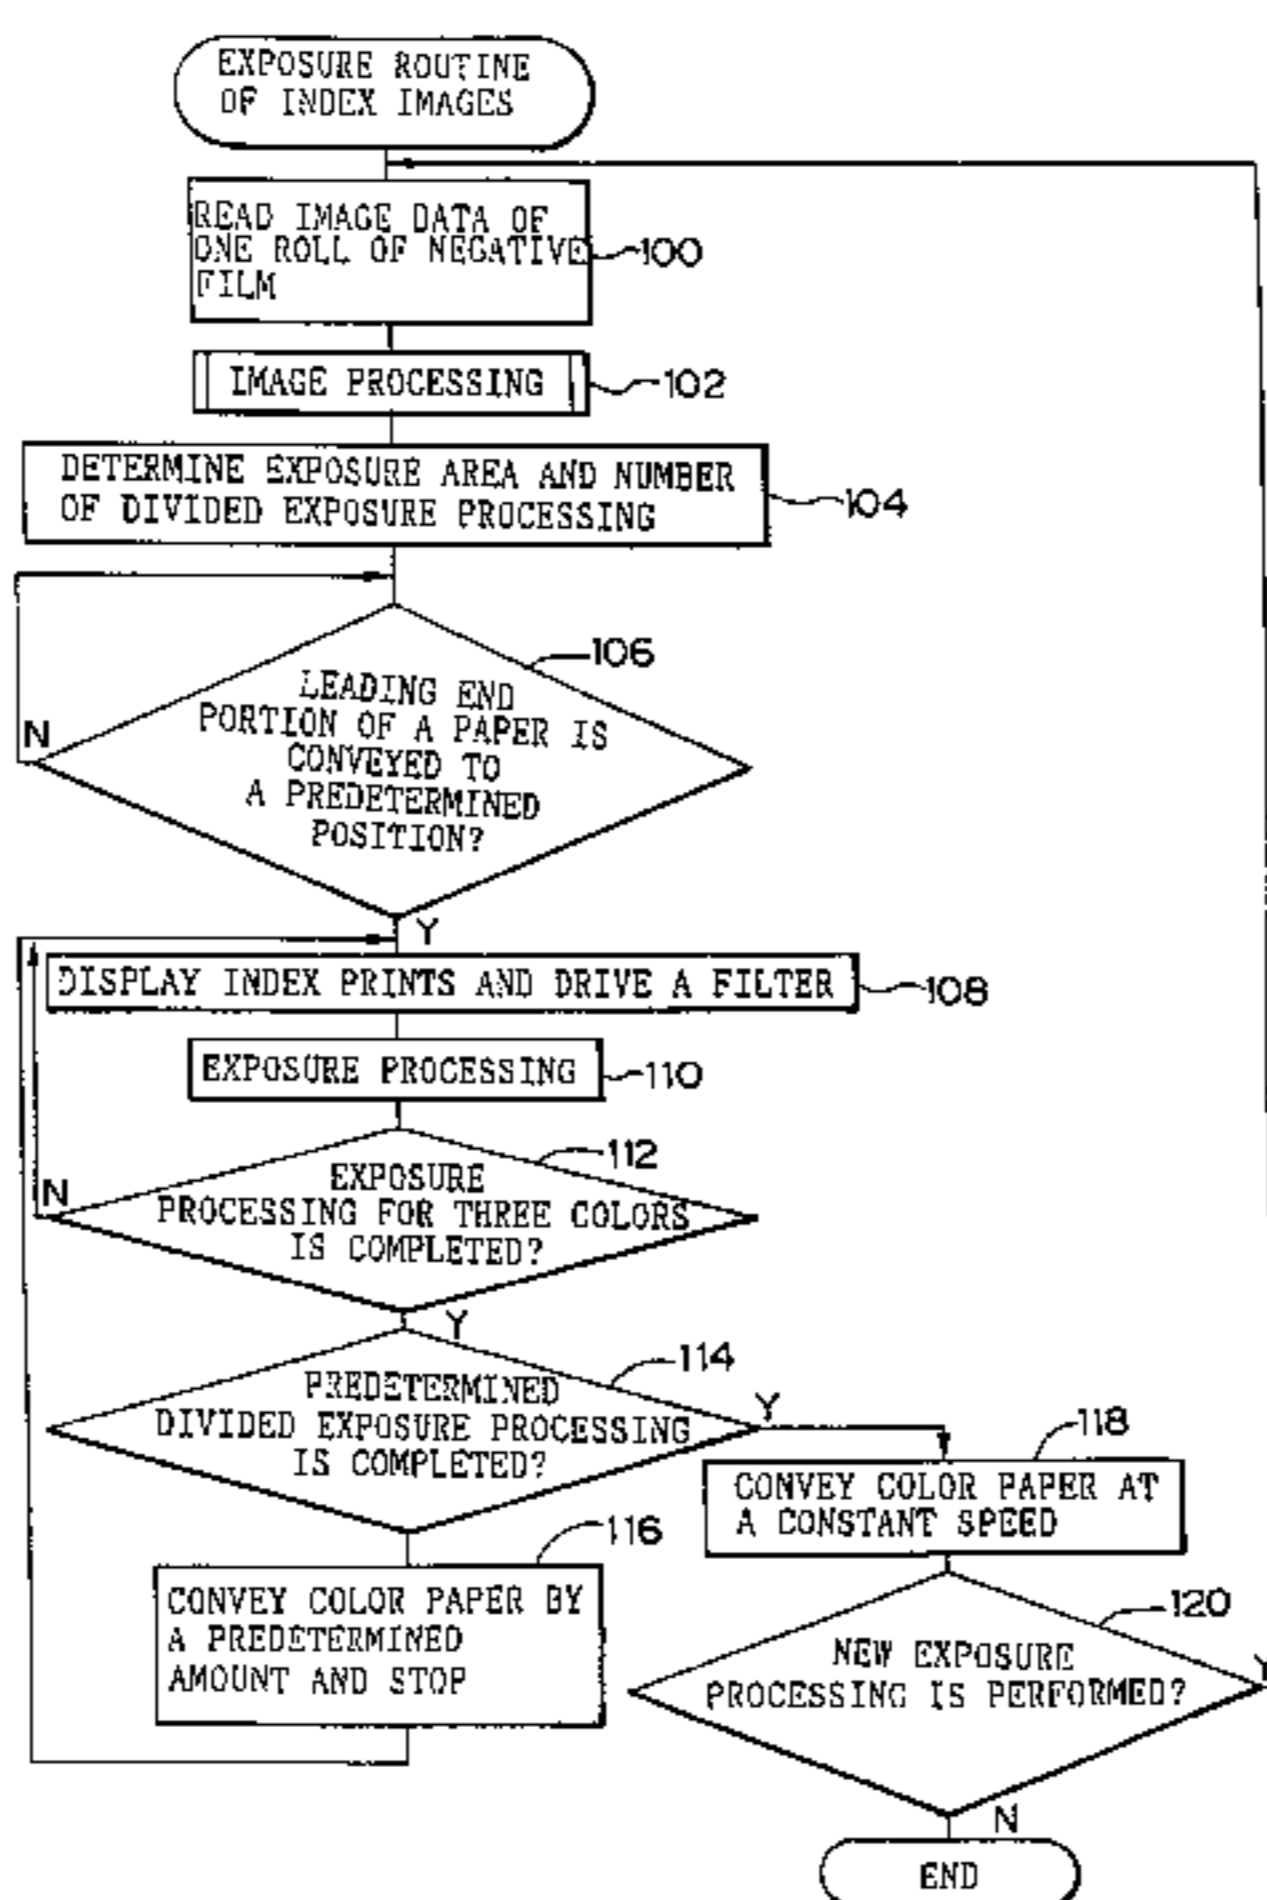 EXPOSURE ROUTINE
OF INDEX IMAGES
READ IMAGE DATA OF
ONE ROLL OF NEGATIVE
FILM
100
IMAGE PROCESSING
102
DETERMINE EXPOSURE AREA AND NUMBER
OF DIVIDED EXPOSURE PROCESSING
104
106
LEADING END
PORTION OF A PAPER IS
CONVEYED TO
A PREDETERMINED
POSITION?
N
Y
DISPLAY INDEX PRINTS AND DRIVE A FILTER
108
EXPOSURE PROCESSING
110
112
EXPOSURE
PROCESSING FOR THREE COLORS
IS COMPLETED?
N
Y
114
PREDETERMINED
DIVIDED EXPOSURE PROCESSING
IS COMPLETED?
Y
116
CONVEY COLOR PAPER BY
A PREDETERMINED
AMOUNT AND STOP
118
CONVEY COLOR PAPER AT
A CONSTANT SPEED
120
NEW EXPOSURE
PROCESSING IS PERFORMED?
Y
N
END